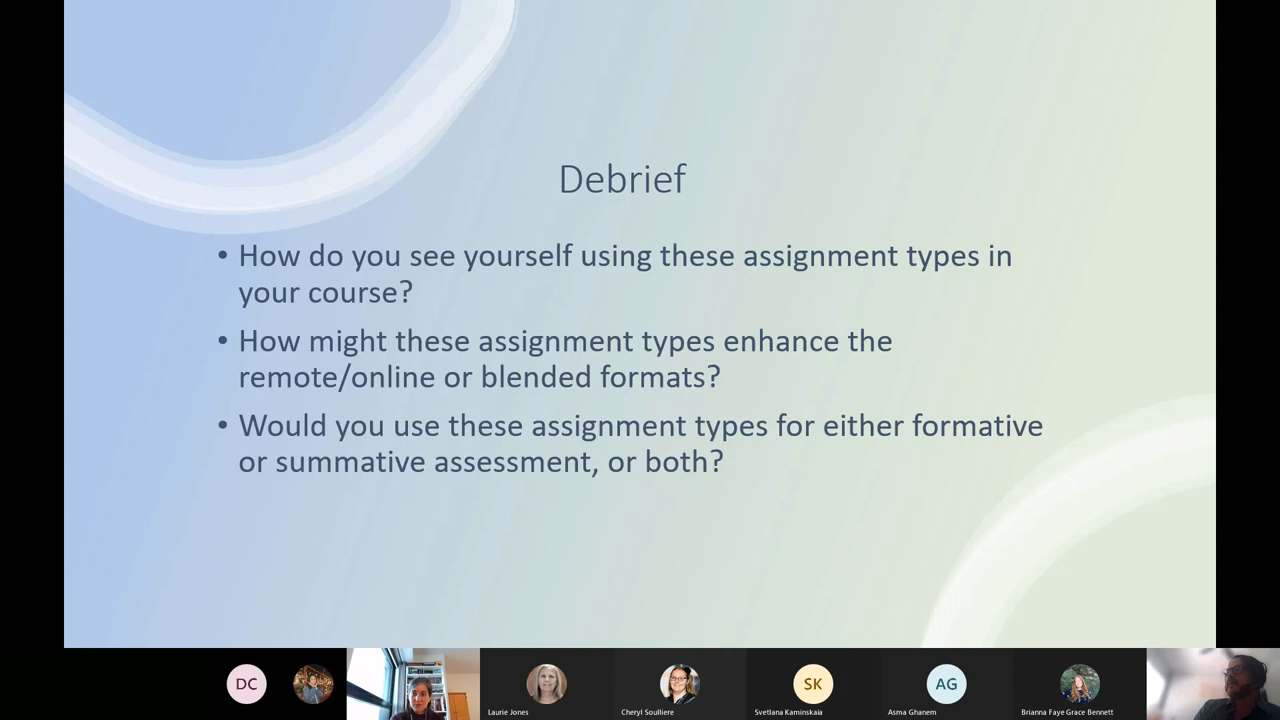 Debrief
• How do you see yourself using these assignment types in
your course?
• How might these assignment types enhance the
remote/online or blended formats?
• Would you use these assignment types for either formative
or summative assessment, or both?
DC
SK
AG
Laurie Jones
Cheryl Soulliere
Svetlana Kaminskaia
Asma Ghanem
Brianna Faye Grace Bennett